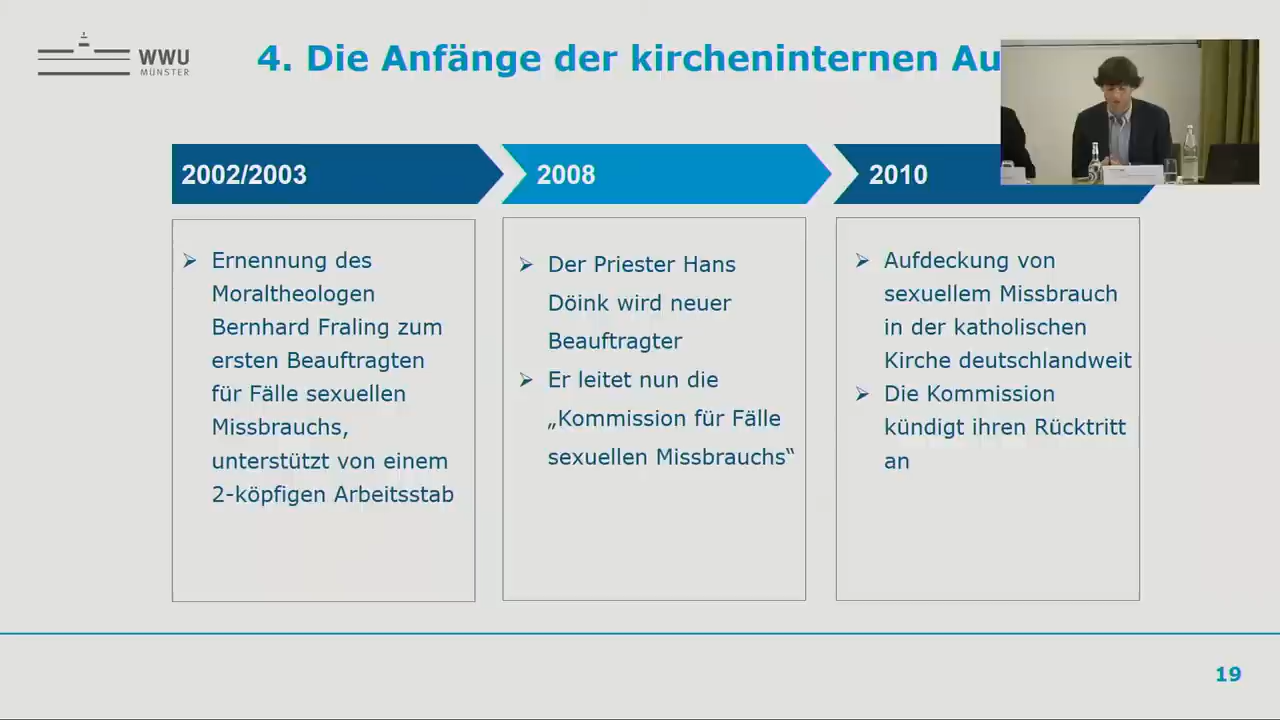 WWU
MÜNSTER
4. Die Anfänge der kircheninternen
2002/2003
Ernennung des
Moraltheologen
Bernhard Fraling zum
ersten Beauftragten
für Fälle sexuellen
Missbrauchs,
unterstützt von einem
2-köpfigen Arbeitsstab
2008
Der Priester Hans
Döink wird neuer
Beauftragter
Er leitet nun die
„Kommission für Fälle
sexuellen Missbrauchs“
2010
Aufdeckung von
sexuellem Missbrauch
in der katholischen
Kirche deutschlandweit
Die Kommission
kündigt ihren Rücktritt
an
19